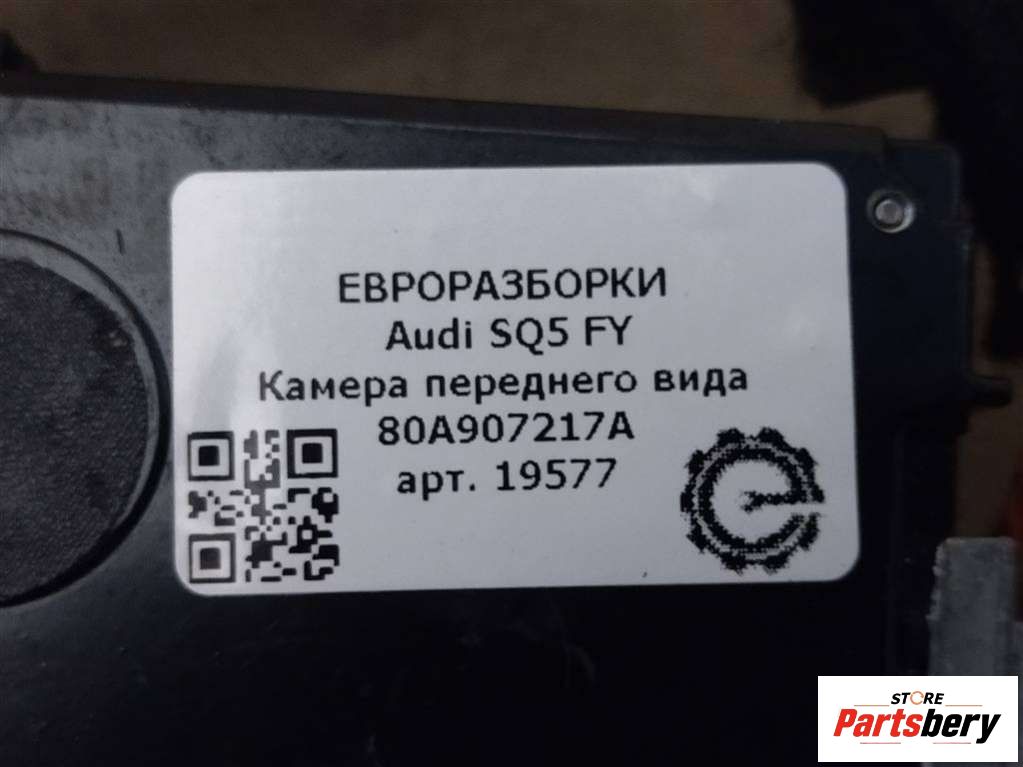 ЕВРОРАЗБОРКИ
Audi SQ5 FY
Камера переднего вида
80A907217A
арт. 19577
STORE
Partsbery